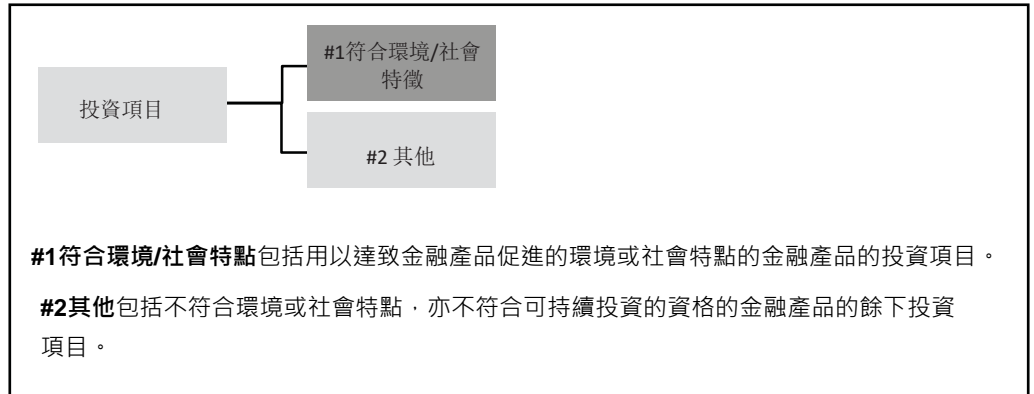 #1符合環境/社會
特徵
投資項目
#2 其他
#1符合環境/社會特點包括用以達致金融產品促進的環境或社會特點的金融產品的投資項目。
#2其他包括不符合環境或社會特點，亦不符合可持續投資的資格的金融產品的餘下投資
項目。